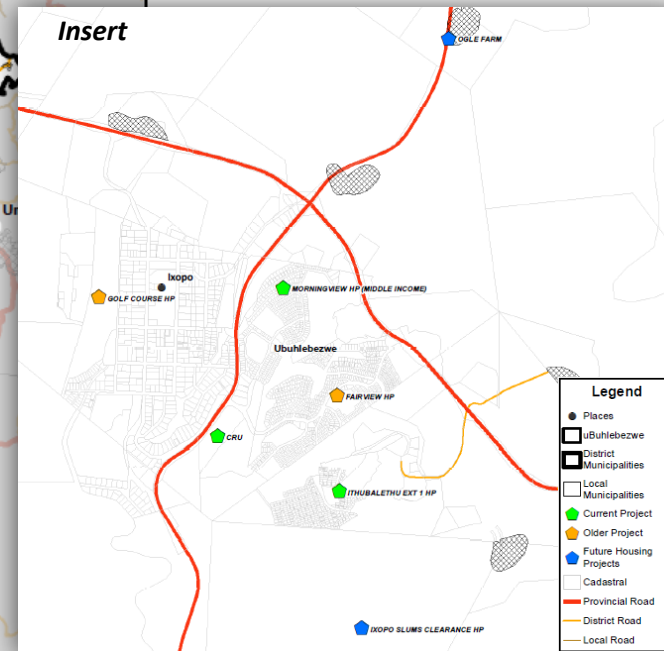 Insert
OGLE FARM
Ur
Ixopo
GOLF COURSE HP
MORNINGVIEW HP (MIDDLE INCOME)
Ubuhlebezwe
FAIRVIEW HP
CRU
ITHUBALETHU EXT 1 HP
IXOPO SLUMS CLEARANCE HP
Legend
Places
uBuhlebezwe
District
Municipalities
Local
Municipalities
Current Project
Older Project
Future Housing
Projects
Cadastral
Provincial Road
District Road
Local Road